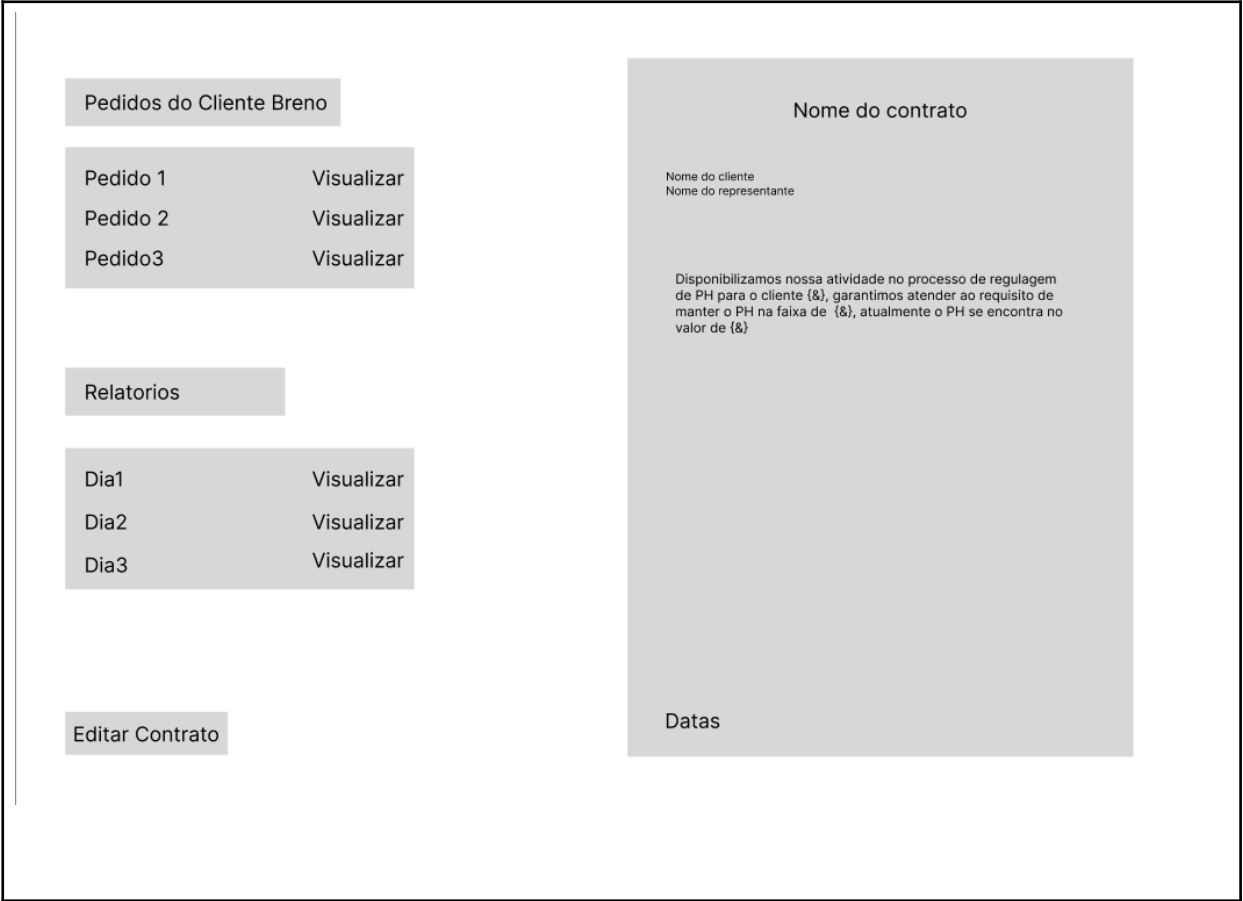 Pedidos do Cliente Breno
Pedido 1 Visualizar
Pedido 2 Visualizar
Pedido3 Visualizar
Relatorios
Dia1 Visualizar
Dia2 Visualizar
Dia3 Visualizar
Editar Contrato
Nome do contrato
Nome do cliente
Nome do representante
Disponibilizamos nossa atividade no processo de regulagem
de PH para o cliente {&}, garantimos atender ao requisito de
manter o PH na faixa de {&}, atualmente o PH se encontra no
valor de {&}
Datas